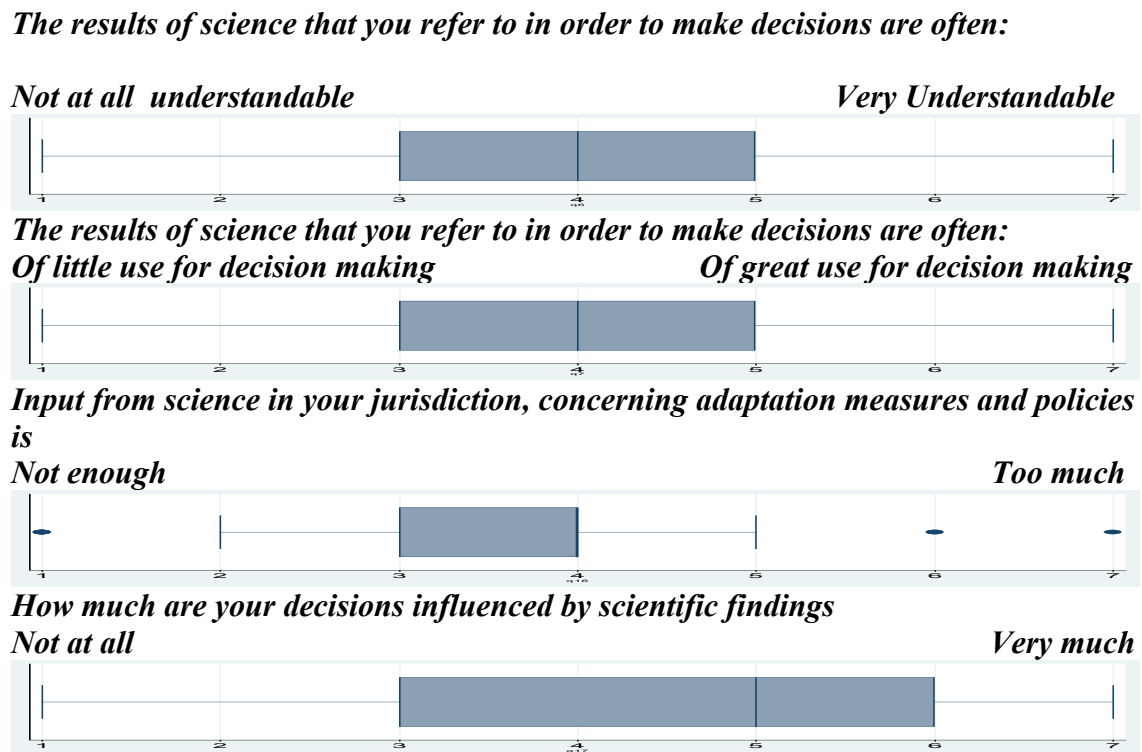 The results of science that you refer to in order to make decisions are often:
Not at all understandable Very Understandable
1 2 3 4 5 6 7
q6
The results of science that you refer to in order to make decisions are often:
Of little use for decision making Of great use for decision making
1 2 3 4 5 6 7
Input from science in your jurisdiction, concerning adaptation measures and policies
is
Not enough Too much
1 2 3 4 5 6 7
q16
How much are your decisions influenced by scientific findings
Not at all Very much
1 2 3 4 5 6 7
q17